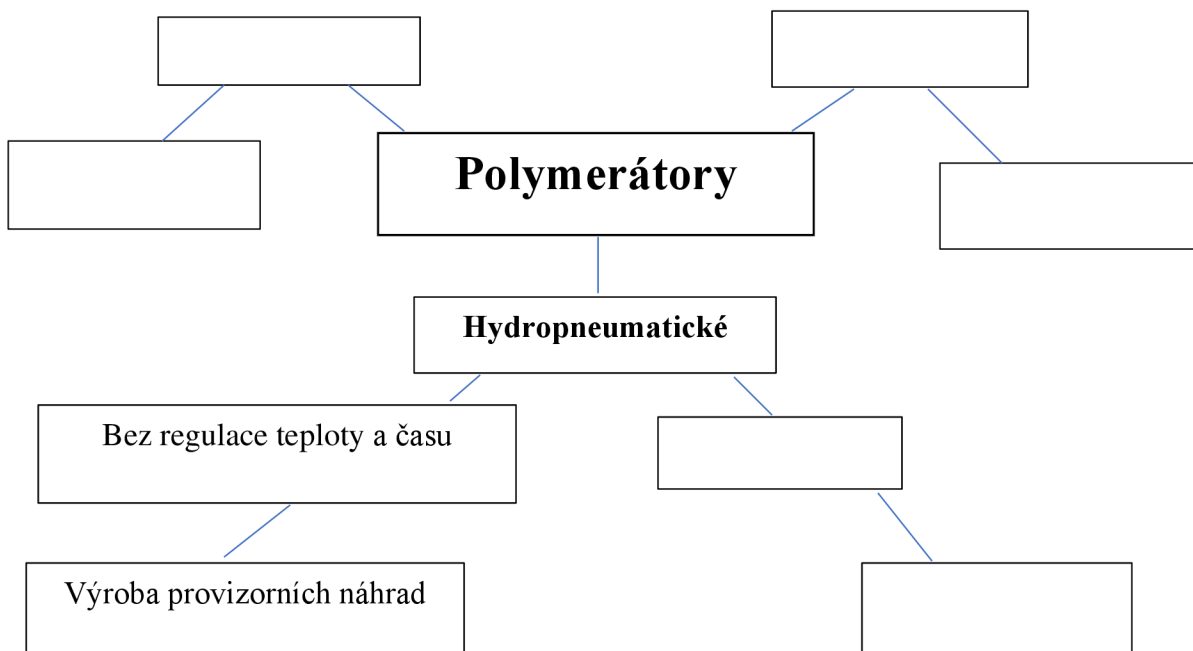 Polymerátory
Hydropneumatické
Bez regulace teploty a času
Výroba provizorních náhrad